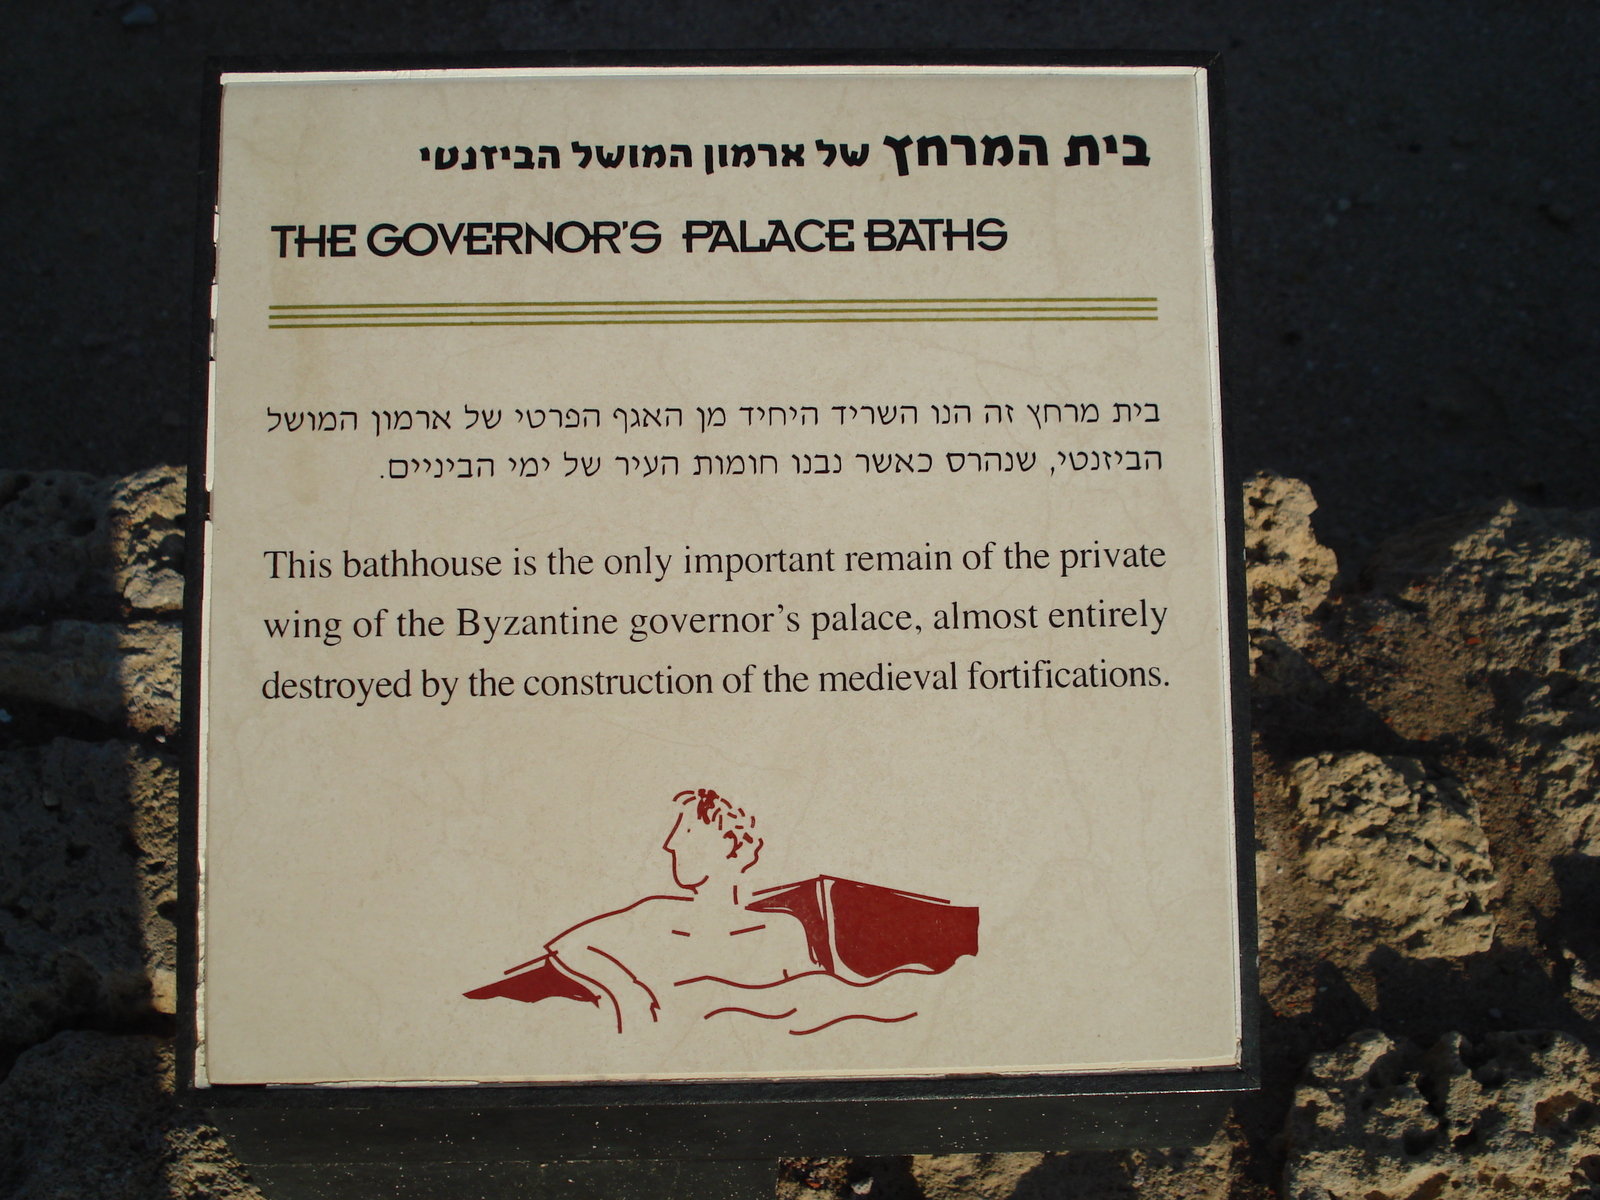 בית המרחץ של ארמון המושל הביזנטי
THE GOVERNOR'S PALACE BATHS
בית מרחץ זה הנו השריד היחיד מן האגף הפרטי של ארמון המושל
הביזנטי, שנהרס כאשר נבנו חומות העיר של ימי הביניים.
This bathhouse is the only important remain of the private
wing of the Byzantine governor's palace, almost entirely
destroyed by the construction of the medieval fortifications.